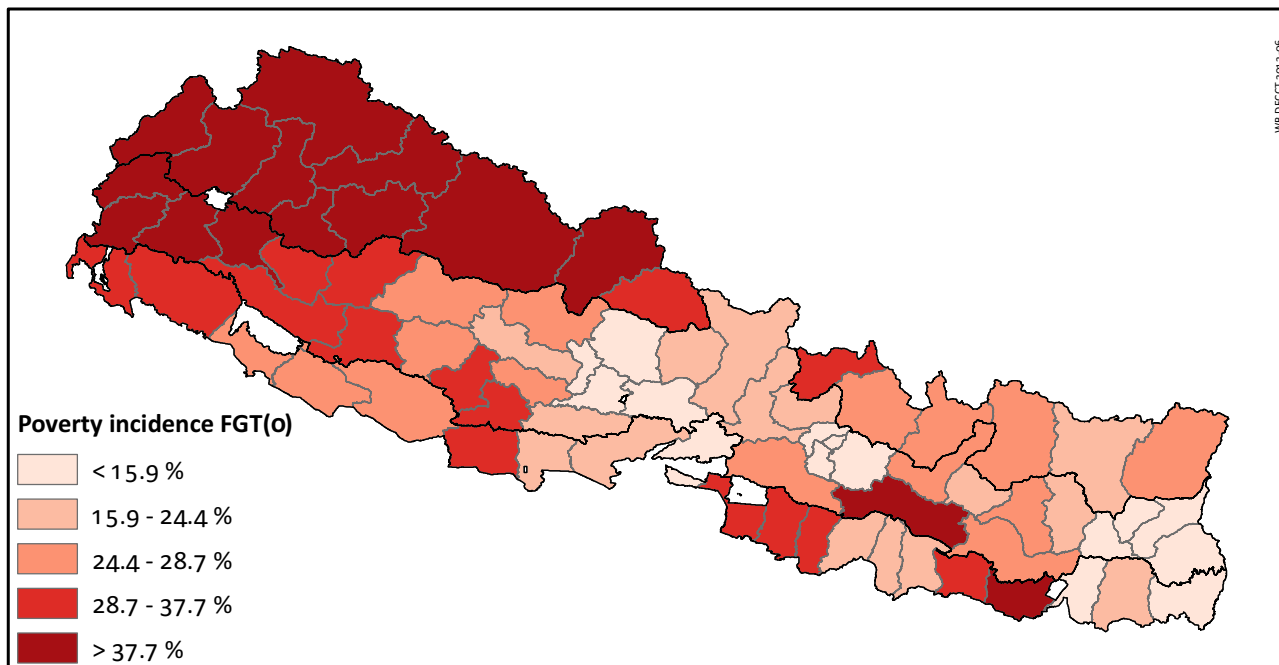 Poverty incidence FGT(0)
< 15.9 %
15.9 - 24.4 %
24.4 - 28.7 %
28.7 - 37.7 %
> 37.7 %